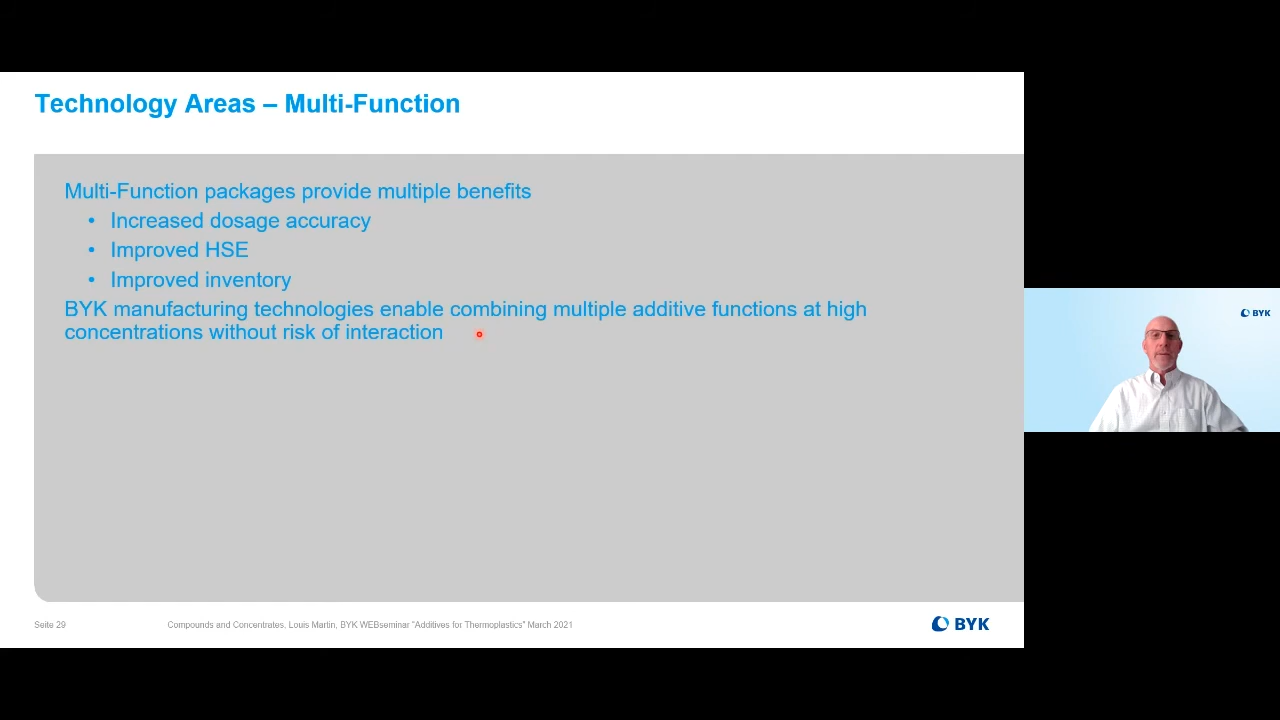 Technology Areas – Multi-Function
Multi-Function packages provide multiple benefits
• Increased dosage accuracy
• Improved HSE
• Improved inventory
BYK manufacturing technologies enable combining multiple additive functions at high
concentrations without risk of interaction
BYK
Seite 29
Compounds and Concentrates. Louis Martin, BYK WEBseminar "Additives for Thermoplastics" March 2021
BYK